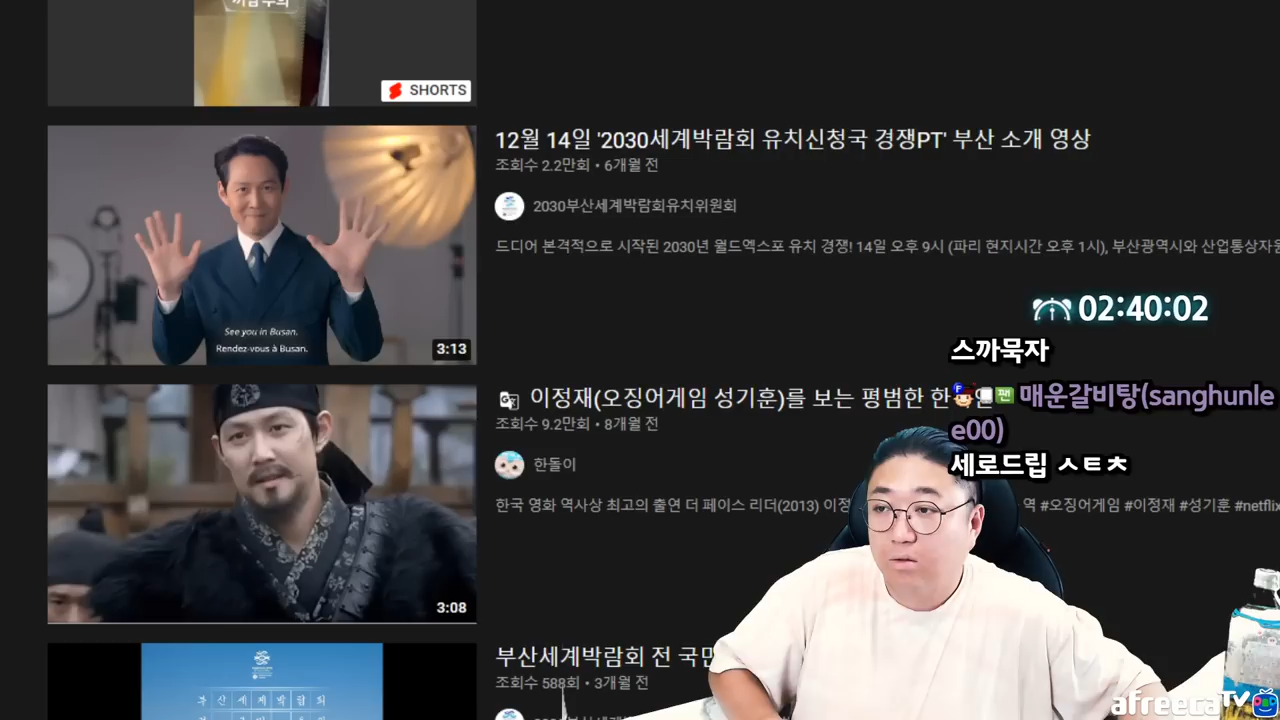 SHORTS
12월 14일 '2030세계박람회 유치신청국 경쟁PT' 부산 소개 영상
조회수 2.2만회 • 6개월 전
2030부산세계박람회유치위원회
드디어 본격적으로 시작된 2030년 월드엑스포 유치 경쟁! 14일 오후 9시 (파리 현지시간 오후 1시), 부산광역시와 산업통상자원
See you in Busan.
Rendez-vous à Busan.
3:13
02:40:02
스까묵자
매운갈비탕(sanghunle
e00)
세로드립 ㅅㅌㅊ
이정재(오징어게임 성기훈)를 보는 평범한 한
조회수 9.2만회 • 8개월 전
한돌이
한국 영화 역사상 최고의 출연 더 페이스 리더(2013) 이정
역 #오징어게임 #이정재 #성기훈 #netflix
3:08
부산세계박람회 전 국민
조회수 588회 • 3개월 전
부산세계박람회
afreecaTV